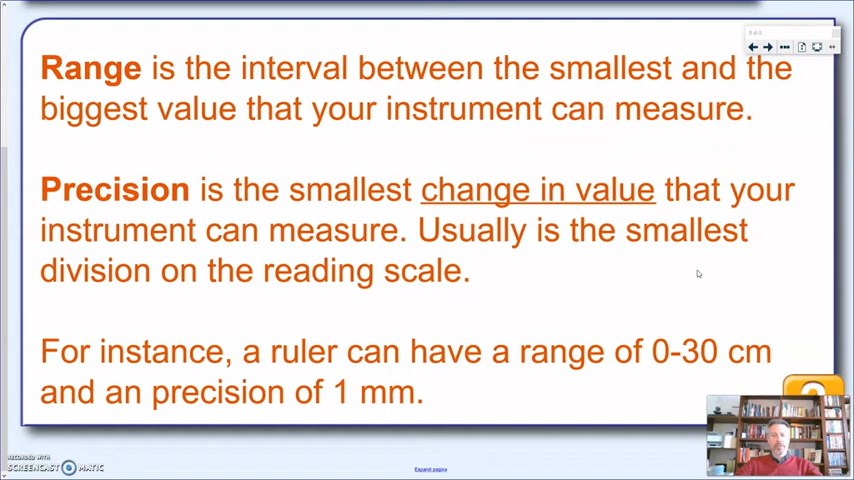 Range is the interval between the smallest and the
biggest value that your instrument can measure.
Precision is the smallest change in value that your
instrument can measure. Usually is the smallest
division on the reading scale.
For instance, a ruler can have a range of 0-30 cm
and an precision of 1 mm.
RECORDED WITH
SCREENCAST MATIC
Espandi pagina